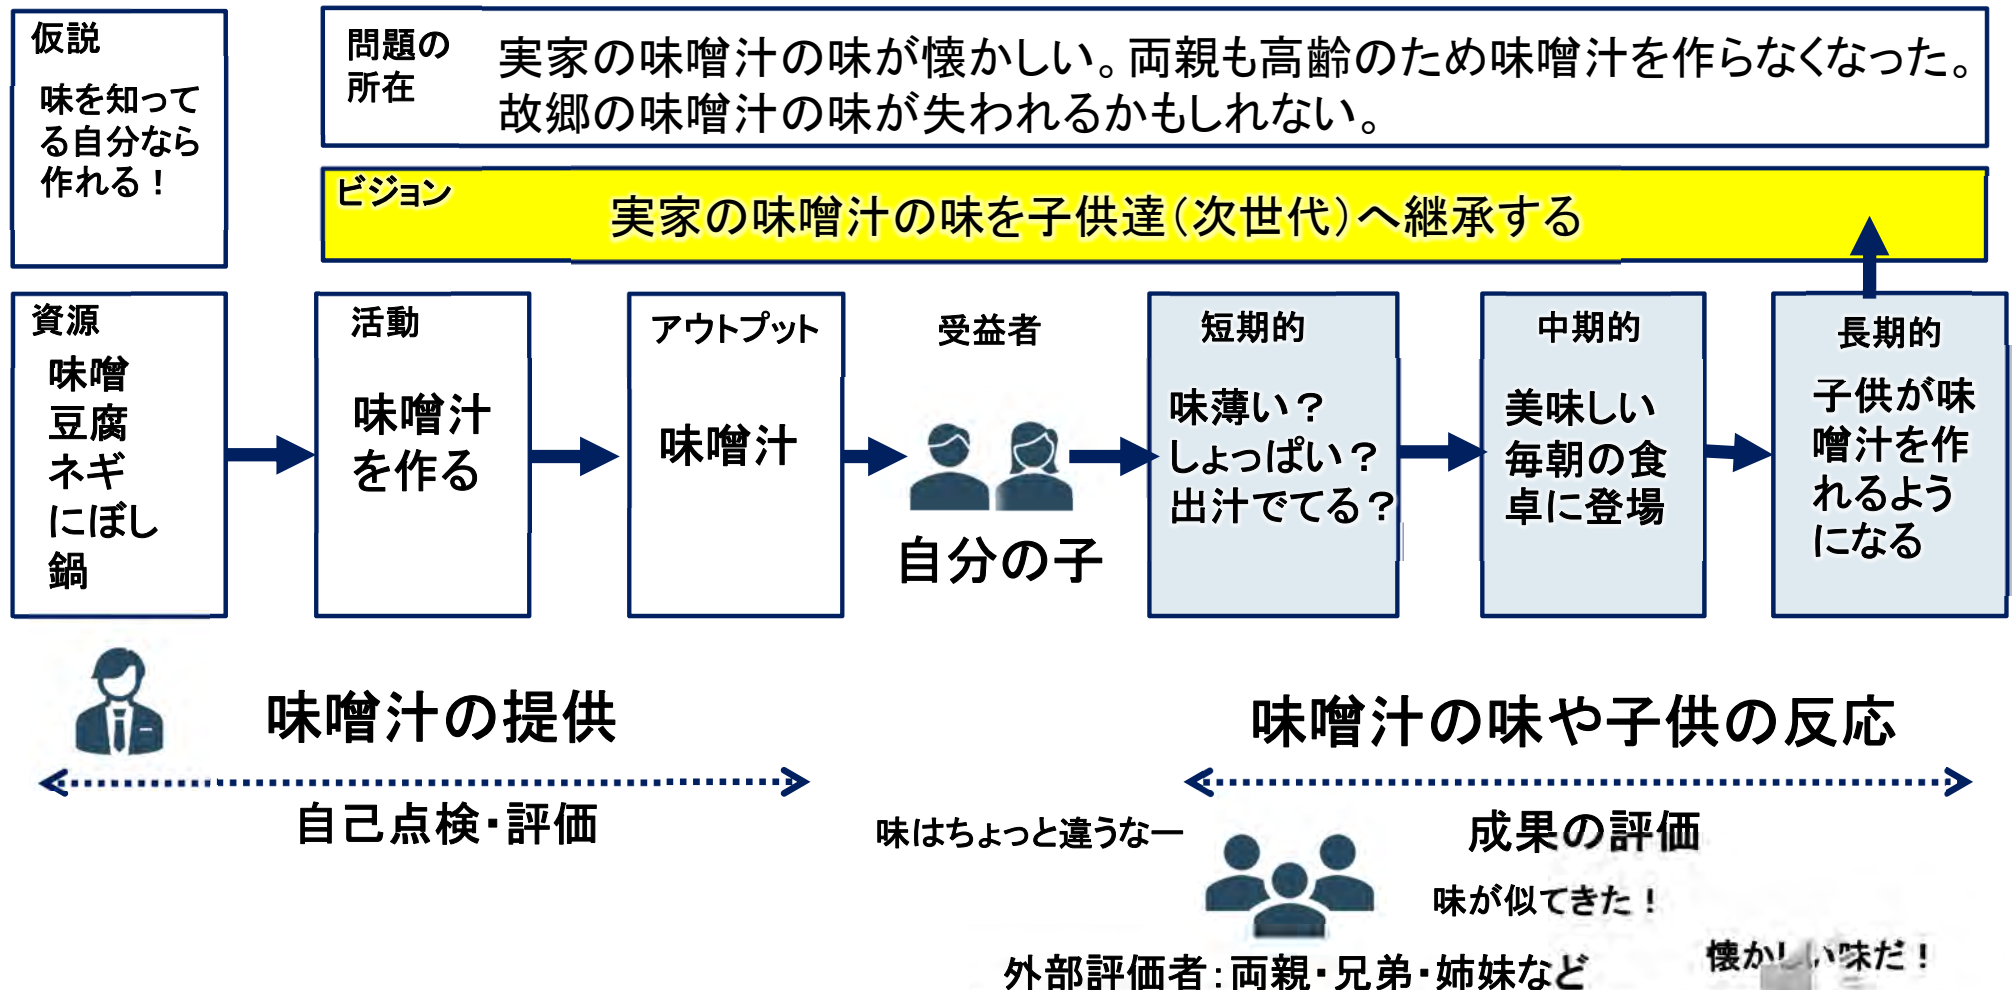 仮説
味を知って
る自分なら
作れる！
問題の
所在
実家の味噌汁の味が懐かしい。両親も高齢のため味噌汁を作らなくなった。
故郷の味噌汁の味が失われるかもしれない。
ビジョン
実家の味噌汁の味を子供達（次世代）へ継承する
資源
味噌
豆腐
ネギ
にぼし
鍋
活動
味噌汁
を作る
アウトプット
味噌汁
受益者
自分の子
短期的
味薄い？
しょっぱい？
出汁でてる？
中期的
美味しい
毎朝の食
卓に登場
長期的
子供が味
噌汁を作
れるよう
になる
味噌汁の提供
自己点検・評価
味噌汁の味や子供の反応
成果の評価
味はちょっと違うなー
味が似てきた！
懐かしい味だ！
外部評価者：両親・兄弟・姉妹など